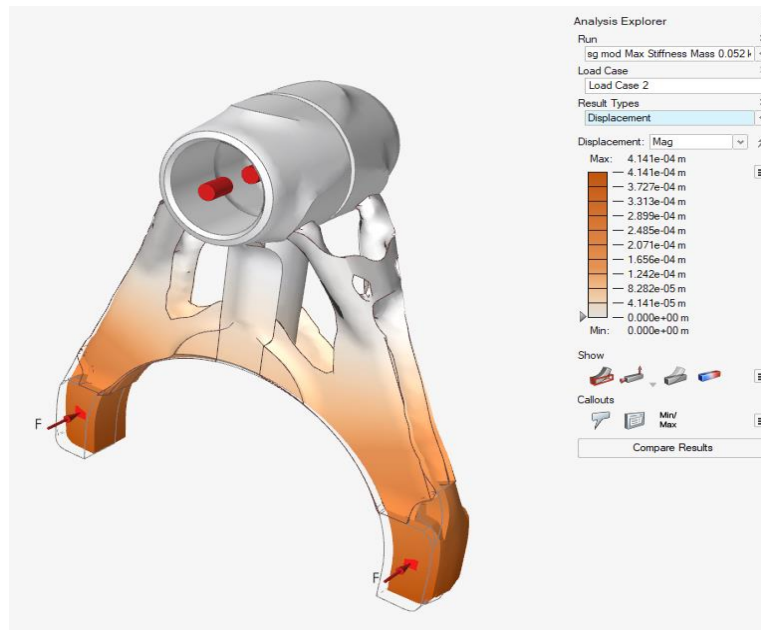 Analysis Explorer
Run
sg mod Max Stiffness Mass 0.052 k
Load Case
Load Case 2
Result Types
Displacement
Displacement: Mag
Max: 4.141e-04 m
4.141e-04 m
3.727e-04 m
3.313e-04 m
2.899e-04 m
2.485e-04 m
2.071e-04 m
1.656e-04 m
1.242e-04 m
8.282e-05 m
4.141e-05 m
0.000e+00 m
Min: 0.000e+00 m
Show
Callouts
Min/
Max
Compare Results
F
F